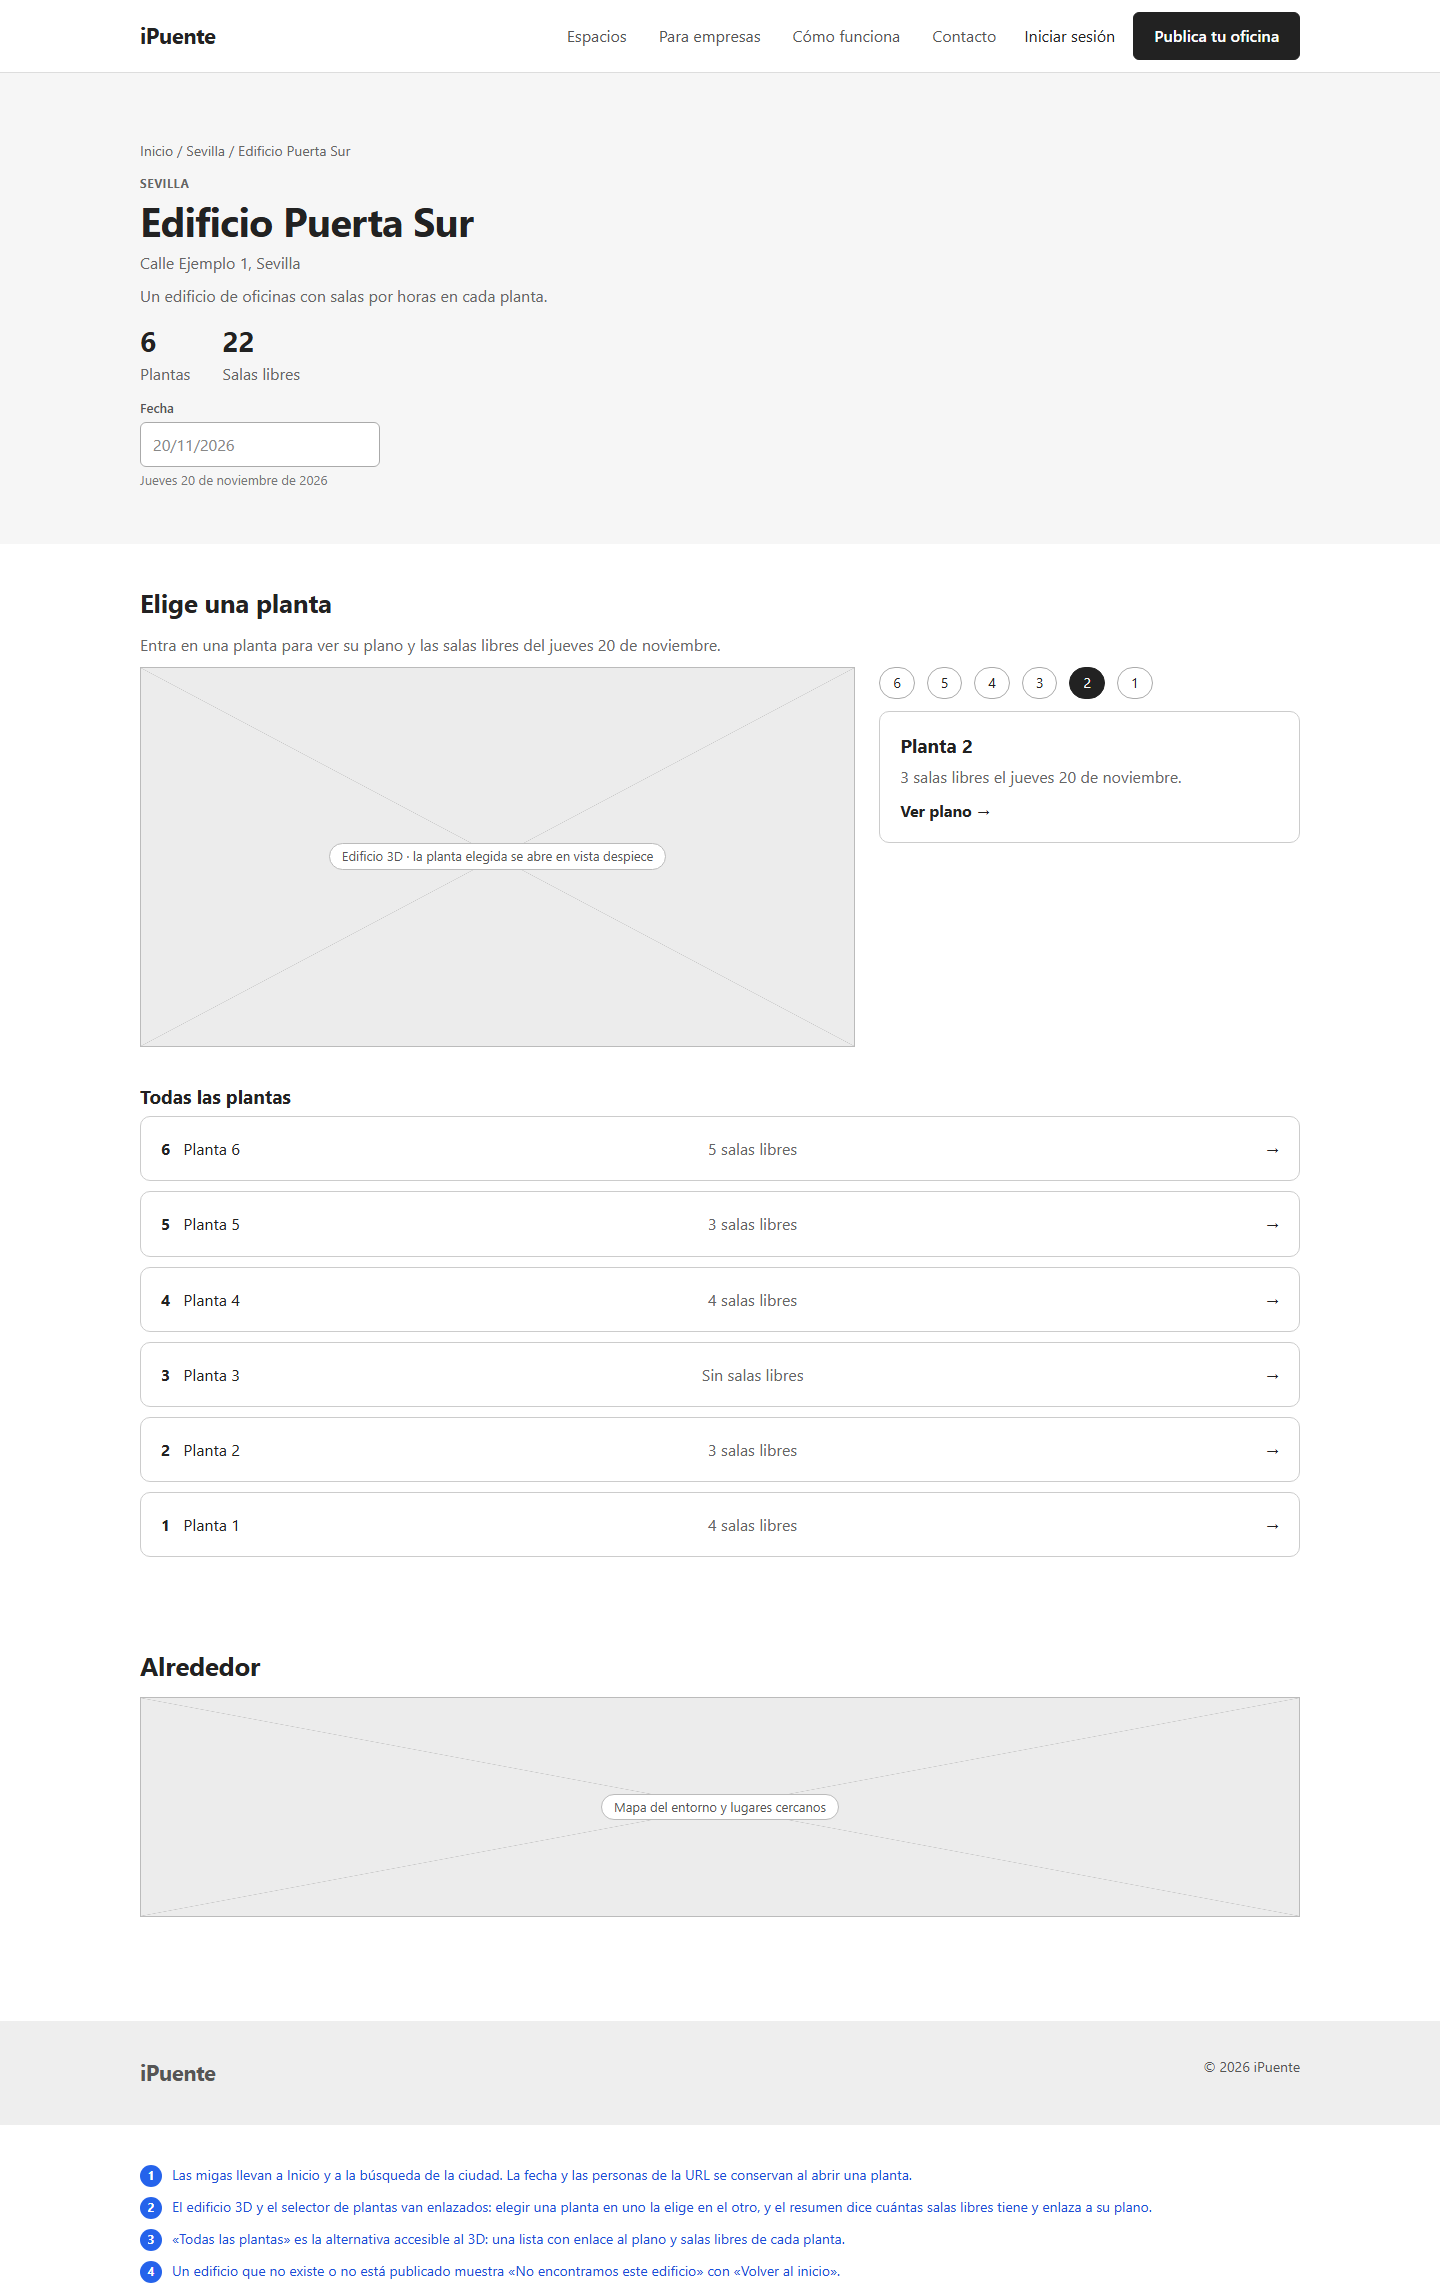 iPuente
Espacios
Para empresas
Cómo funciona
Contacto
Iniciar sesión
Publica tu oficina
Inicio / Sevilla / Edificio Puerta Sur
SEVILLA
Edificio Puerta Sur
Calle Ejemplo 1, Sevilla
Un edificio de oficinas con salas por horas en cada planta.
6
Plantas
22
Salas libres
Fecha
20/11/2026
Jueves 20 de noviembre de 2026
Elige una planta
Entra en una planta para ver su plano y las salas libres del jueves 20 de noviembre.
Edificio 3D · la planta elegida se abre en vista despiece
6 5 4 3 2 1
Planta 2
3 salas libres el jueves 20 de noviembre.
Ver plano →
Todas las plantas
6 Planta 6 5 salas libres →
5 Planta 5 3 salas libres →
4 Planta 4 4 salas libres →
3 Planta 3 Sin salas libres →
2 Planta 2 3 salas libres →
1 Planta 1 4 salas libres →
Alrededor
Mapa del entorno y lugares cercanos
iPuente
© 2026 iPuente
1 Las migas llevan a Inicio y a la búsqueda de la ciudad. La fecha y las personas de la URL se conservan al abrir una planta.
2 El edificio 3D y el selector de plantas van enlazados: elegir una planta en uno la elige en el otro, y el resumen dice cuántas salas libres tiene y enlaza a su plano.
3 «Todas las plantas» es la alternativa accesible al 3D: una lista con enlace al plano y salas libres de cada planta.
4 Un edificio que no existe o no está publicado muestra «No encontramos este edificio» con «Volver al inicio».